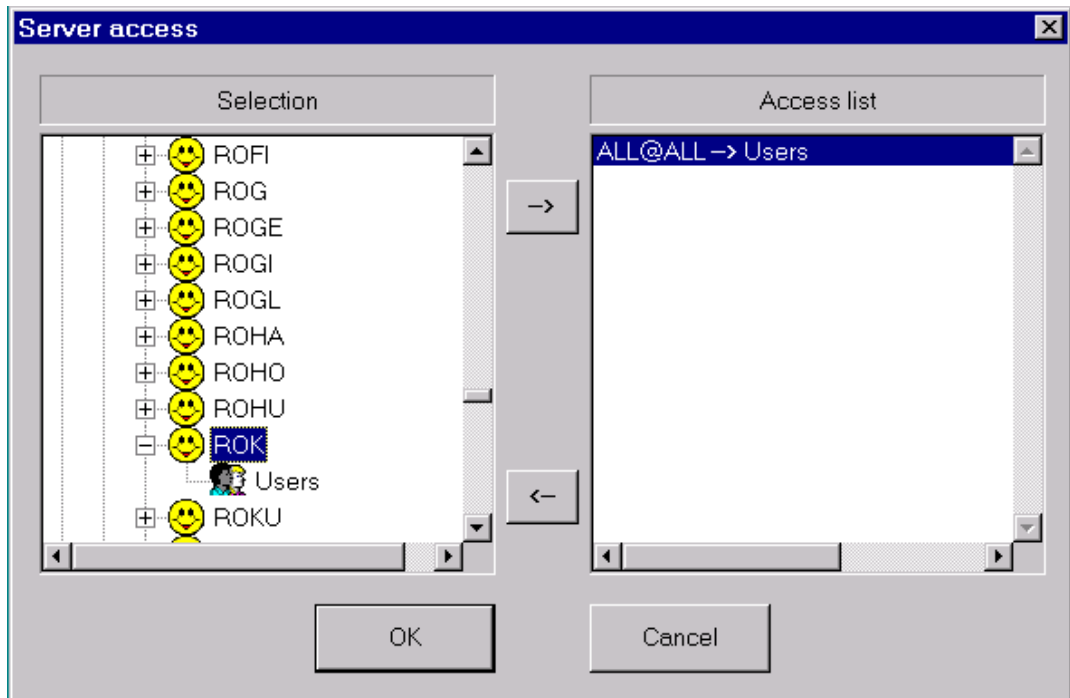 Server access
Selection
ROFI
ROG
ROGE
ROGI
ROGL
ROHA
ROHO
ROHU
ROK
Users
ROKU
Access list
ALL@ALL –> Users
–>
<–
OK
Cancel